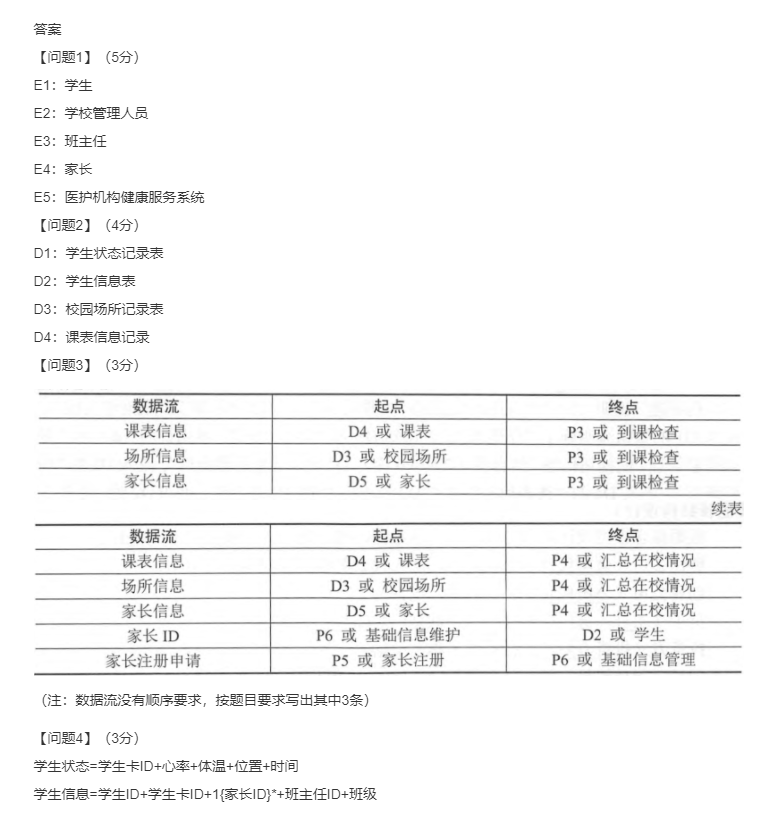 答案
【问题1】（5分）
E1：学生
E2：学校管理人员
E3：班主任
E4：家长
E5：医护机构健康服务系统
【问题2】（4分）
D1：学生状态记录表
D2：学生信息表
D3：校园场所记录表
D4：课表信息记录
【问题3】（3分）
数据流 起点 终点
课表信息 D4 或 课表 P3 或 到课检查
场所信息 D3 或 校园场所 P3 或 到课检查
家长信息 D5 或 家长 P3 或 到课检查
续表
数据流 起点 终点
课表信息 D4 或 课表 P4 或 汇总在校情况
场所信息 D3 或 校园场所 P4 或 汇总在校情况
家长信息 D5 或 家长 P4 或 汇总在校情况
家长 ID P6 或 基础信息维护 D2 或 学生
家长注册申请 P5 或 家长注册 P6 或 基础信息管理
（注：数据流没有顺序要求，按题目要求写出其中3条）
【问题4】（3分）
学生状态=学生卡ID+心率+体温+位置+时间
学生信息=学生ID+学生卡ID+1{家长ID}*+班主任ID+班级